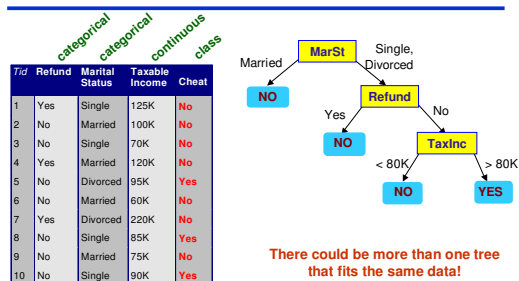 categorical
categorical
continuous
class
Tid Refund Marital Status Taxable Income Cheat
1 Yes Single 125K No
2 No Married 100K No
3 No Single 70K No
4 Yes Married 120K No
5 No Divorced 95K Yes
6 No Married 60K No
7 Yes Divorced 220K No
8 No Single 85K Yes
9 No Married 75K No
10 No Single 90K Yes
MarSt
Married
Single,
Divorced
NO
Refund
Yes
No
NO
TaxInc
< 80K
> 80K
NO
YES
There could be more than one tree
that fits the same data!